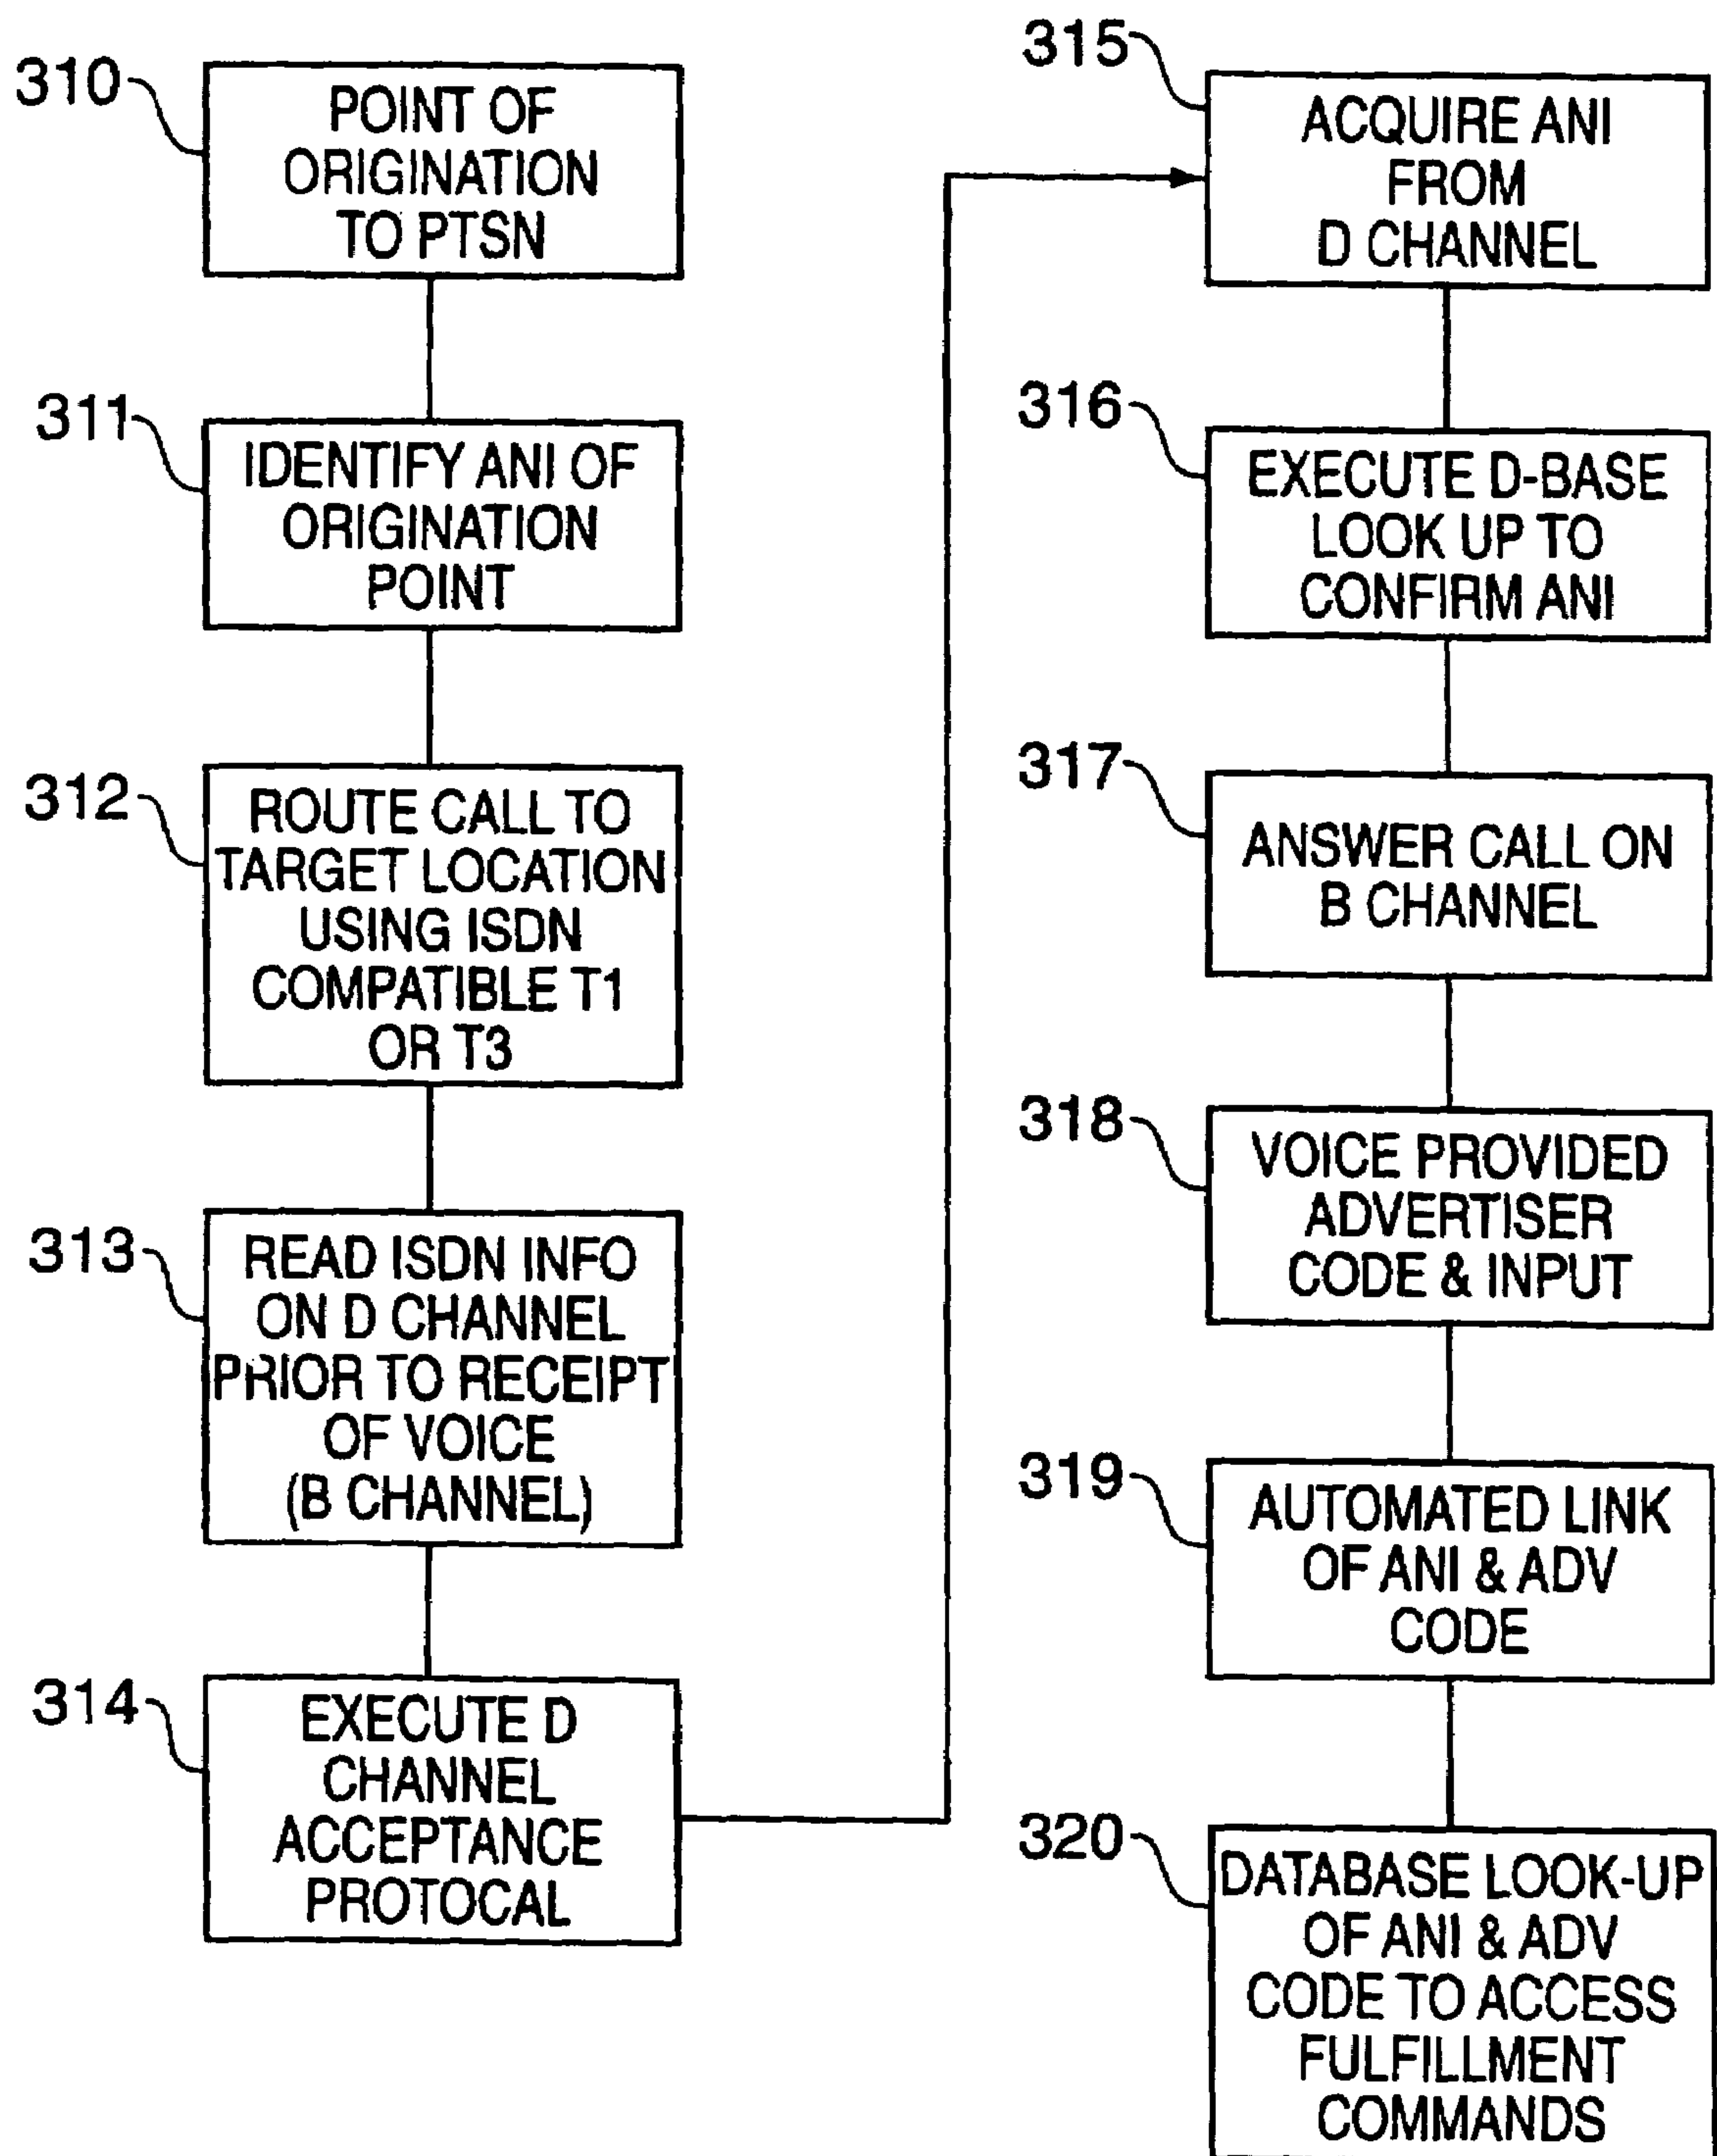 310
POINT OF
ORIGINATION
TO PTSN
311
IDENTIFY ANI OF
ORIGINATION
POINT
312
ROUTE CALL TO
TARGET LOCATION
USING ISDN
COMPATIBLE T1
OR T3
313
READ ISDN INFO
ON D CHANNEL
PRIOR TO RECEIPT
OF VOICE
(B CHANNEL)
314
EXECUTE D
CHANNEL
ACCEPTANCE
PROTOCAL
315
ACQUIRE ANI
FROM
D CHANNEL
316
EXECUTE D-BASE
LOOK UP TO
CONFIRM ANI
317
ANSWER CALL ON
B CHANNEL
318
VOICE PROVIDED
ADVERTISER
CODE & INPUT
319
AUTOMATED LINK
OF ANI & ADV
CODE
320
DATABASE LOOK-UP
OF ANI & ADV
CODE TO ACCESS
FULFILLMENT
COMMANDS